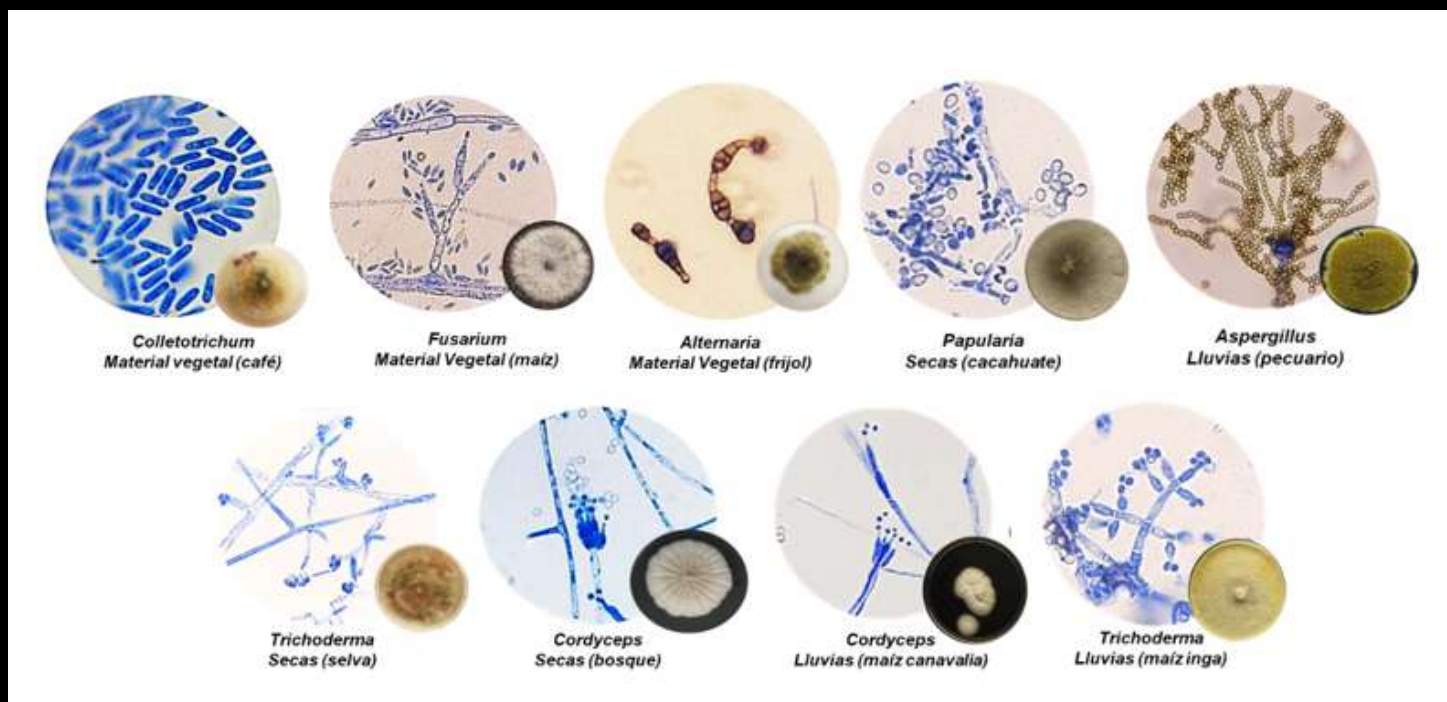 Colletotrichum
Material vegetal (café)
Fusarium
Material Vegetal (maíz)
Alternaria
Material Vegetal (frijol)
Papularia
Secas (cacahuate)
Aspergillus
Lluvias (pecuario)
Trichoderma
Secas (selva)
Cordyceps
Secas (bosque)
Cordyceps
Lluvias (maíz canavalia)
Trichoderma
Lluvias (maíz inga)